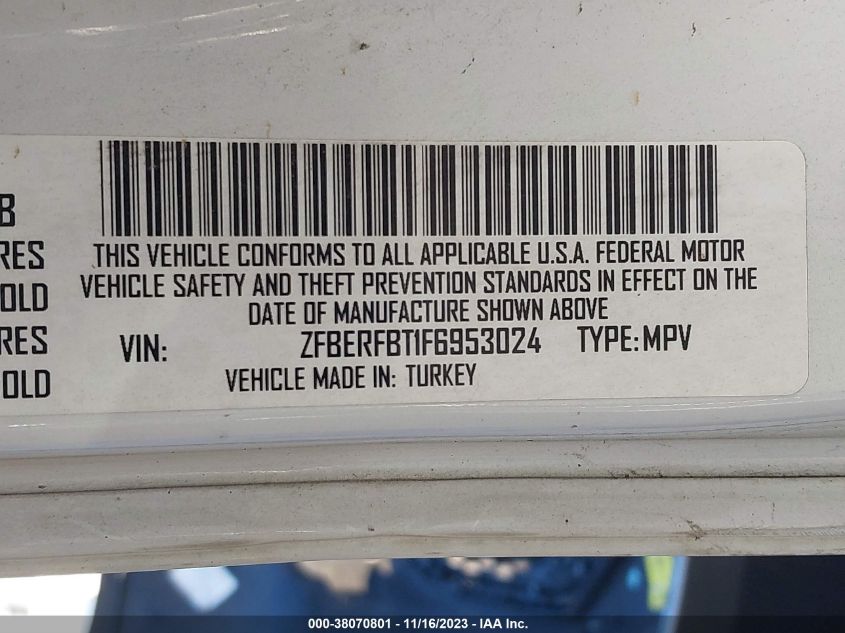 B
RES
OLD
RES
OLD
THIS VEHICLE CONFORMS TO ALL APPLICABLE U.S.A. FEDERAL MOTOR
VEHICLE SAFETY AND THEFT PREVENTION STANDARDS IN EFFECT ON THE
DATE OF MANUFACTURE SHOWN ABOVE
VIN: ZFBERFBT1F6953024 TYPE:MPV
VEHICLE MADE IN: TURKEY
000-38070801 - 11/16/2023 - IAA Inc.